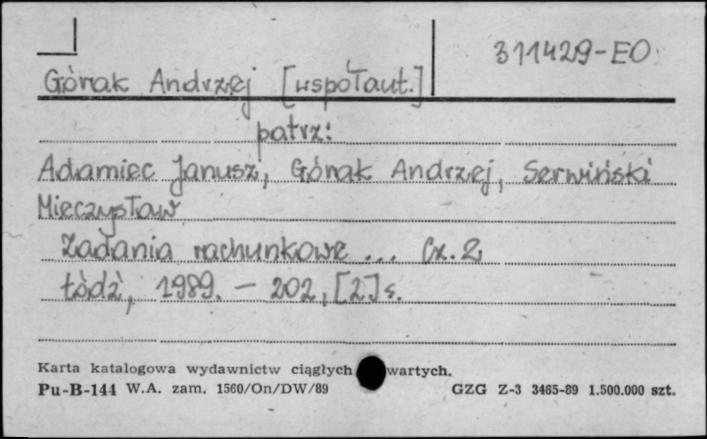 311429-EO
Górak Andrzej [współaut.]
patrz:
Adamiec Janusz, Górak Andrzej, Serwiński
Mieczysław
Zadania rachunkowe ... Cz. 2
Łódź, 1989. - 202, [2] s.
Karta katalogowa wydawnictw ciągłych wartych.
Pu-B-144 W.A. zam. 1560/On/DW/89 GZG Z-3 3465-89 1.500.000 szt.